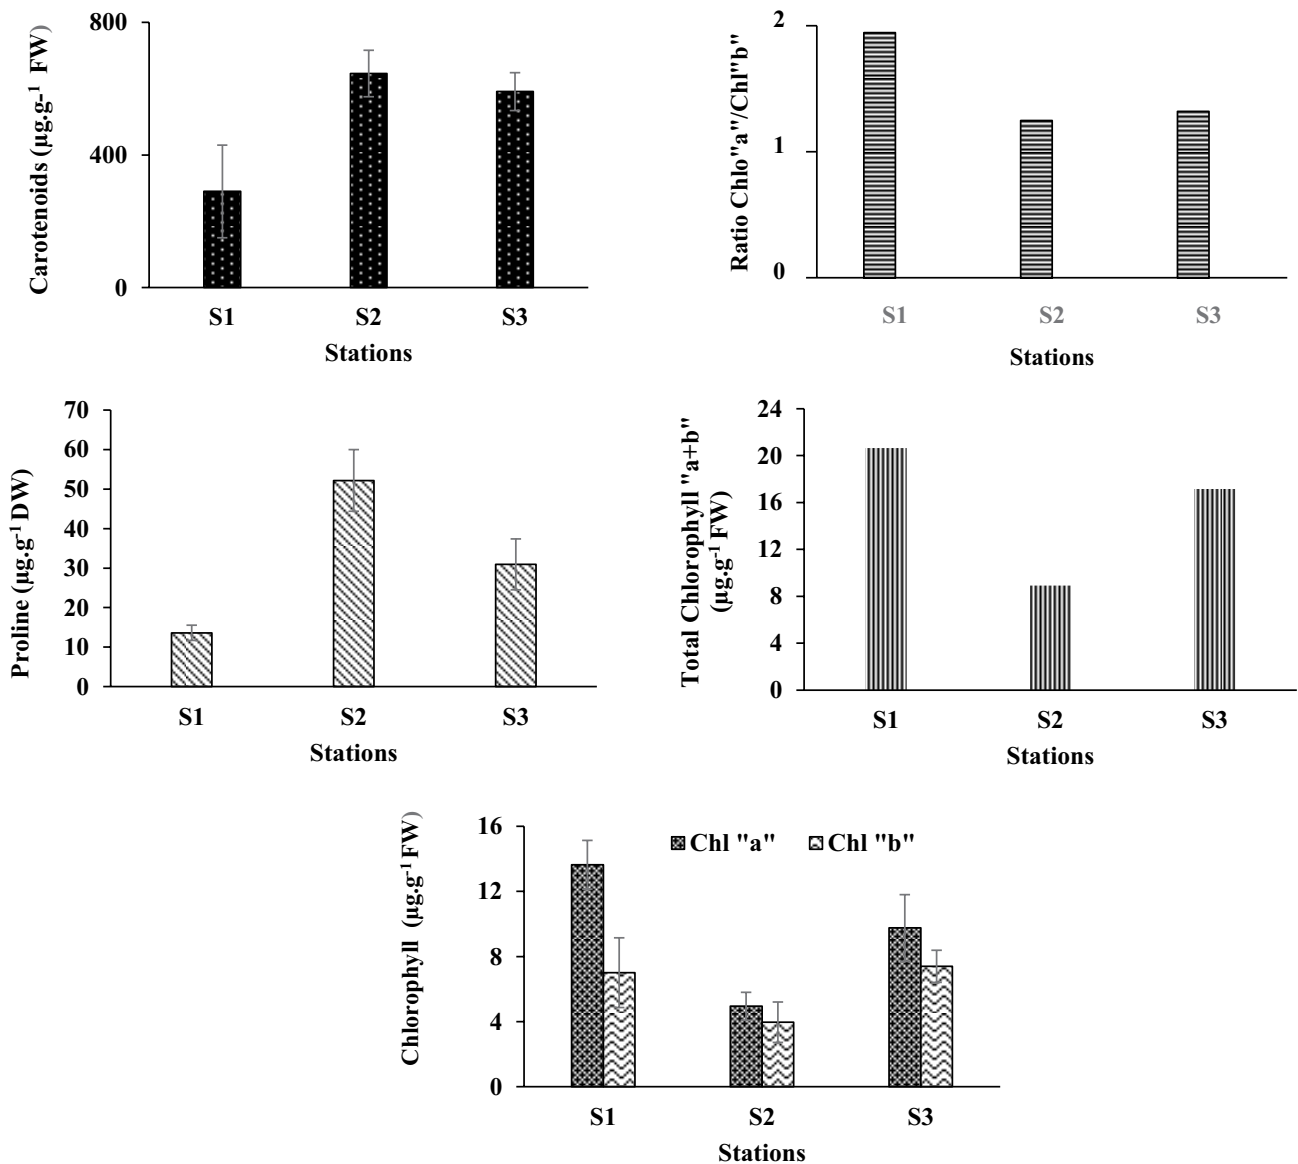 Carotenoids (µg.g-¹ FW)
800
400
0
S1 S2 S3
Stations
Ratio Chlo"a"/Chl"b"
2
1
0
S1 S2 S3
Stations
Proline (µg.g-¹ DW)
70
60
50
40
30
20
10
0
S1 S2 S3
Stations
Total Chlorophyll "a+b"
(µg.g-¹ FW)
24
20
16
12
8
4
0
S1 S2 S3
Stations
Chlorophyll (µg.g-¹ FW)
16
12
8
4
0
Chl "a" Chl "b"
S1 S2 S3
Stations